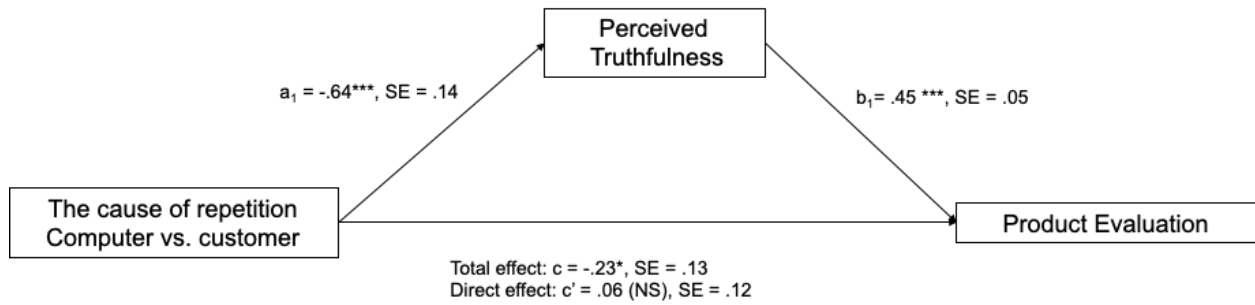 Perceived
Truthfulness
a₁ = -.64***, SE = .14
b₁= .45 ***, SE = .05
The cause of repetition
Computer vs. customer
Product Evaluation
Total effect: c = -.23*, SE = .13
Direct effect: c' = .06 (NS), SE = .12